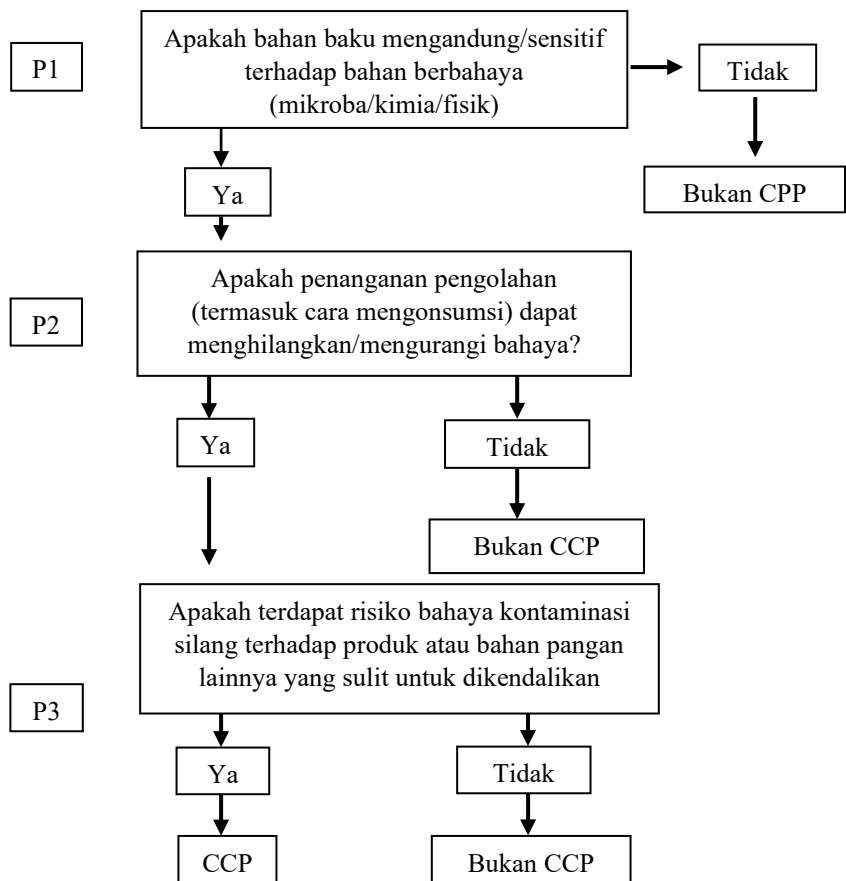 P1
Apakah bahan baku mengandung/sensitif
terhadap bahan berbahaya
(mikroba/kimia/fisik)
Tidak
Ya
Bukan CPP
P2
Apakah penanganan pengolahan
(termasuk cara mengonsumsi) dapat
menghilangkan/mengurangi bahaya?
Ya
Tidak
Bukan CCP
P3
Apakah terdapat risiko bahaya kontaminasi
silang terhadap produk atau bahan pangan
lainnya yang sulit untuk dikendalikan
Ya
Tidak
CCP
Bukan CCP